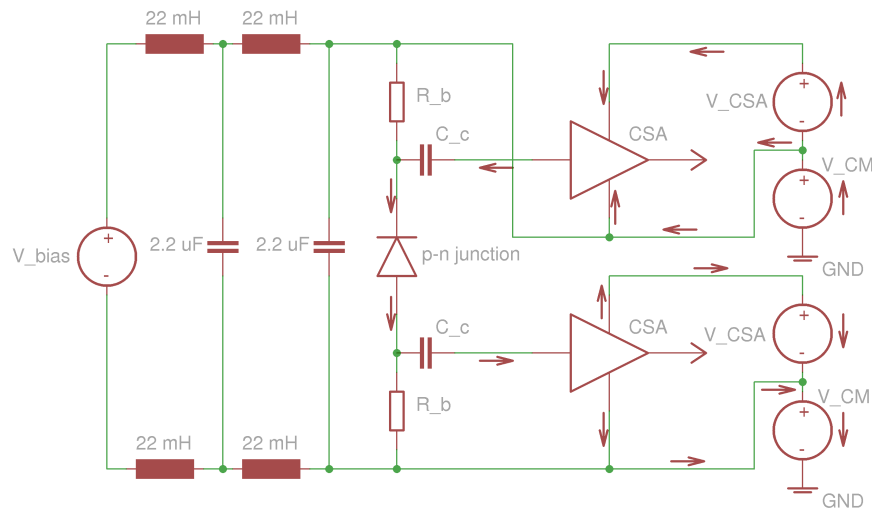 22 mH
22 mH
R_b
C_c
CSA
V_CSA
+
-
V_CM
+
-
GND
V_bias
+
-
2.2 uF
2.2 uF
p-n junction
C_c
CSA
V_CSA
+
-
V_CM
+
-
GND
R_b
22 mH
22 mH